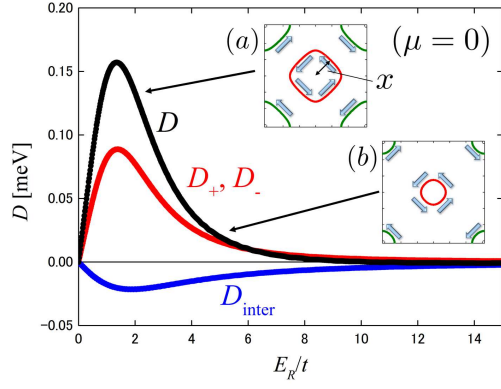 (a)
(μ = 0)
x
(b)
D
D₊, D₋
D_inter
D [meV]
0.20
0.15
0.10
0.05
0.00
−0.05
0
2
4
6
8
10
12
14
E_R/t